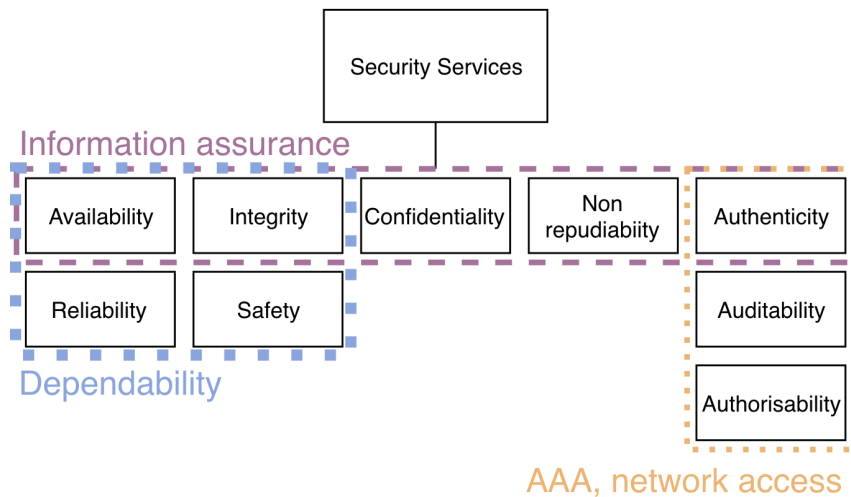 Security Services
Information assurance
Availability
Integrity
Confidentiality
Non
repudiabiity
Authenticity
Reliability
Safety
Auditability
Dependability
Authorisability
AAA, network access